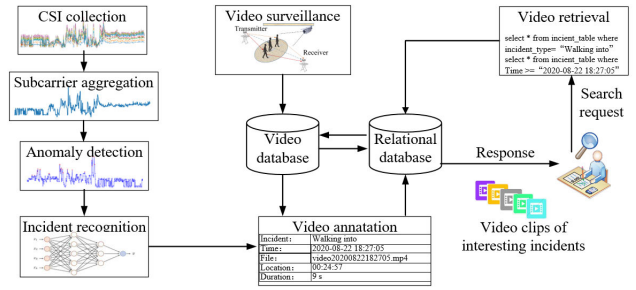 CSI collection
Subcarrier aggregation
Anomaly detection
Incident recognition
Video surveillance
Transmitter
Receiver
Video
database
Relational
database
Video annatation
Incident: Walking into
Time: 2020-08-22 18:27:05
File: video20200822182705.mp4
Location: 00:24:57
Duration: 9 s
Video retrieval
select * from incient_table where
incident_type= “Walking into”
select * from incient_table where
Time >= “2020-08-22 18:27:05”
Search
request
Response
Video clips of
interesting incidents